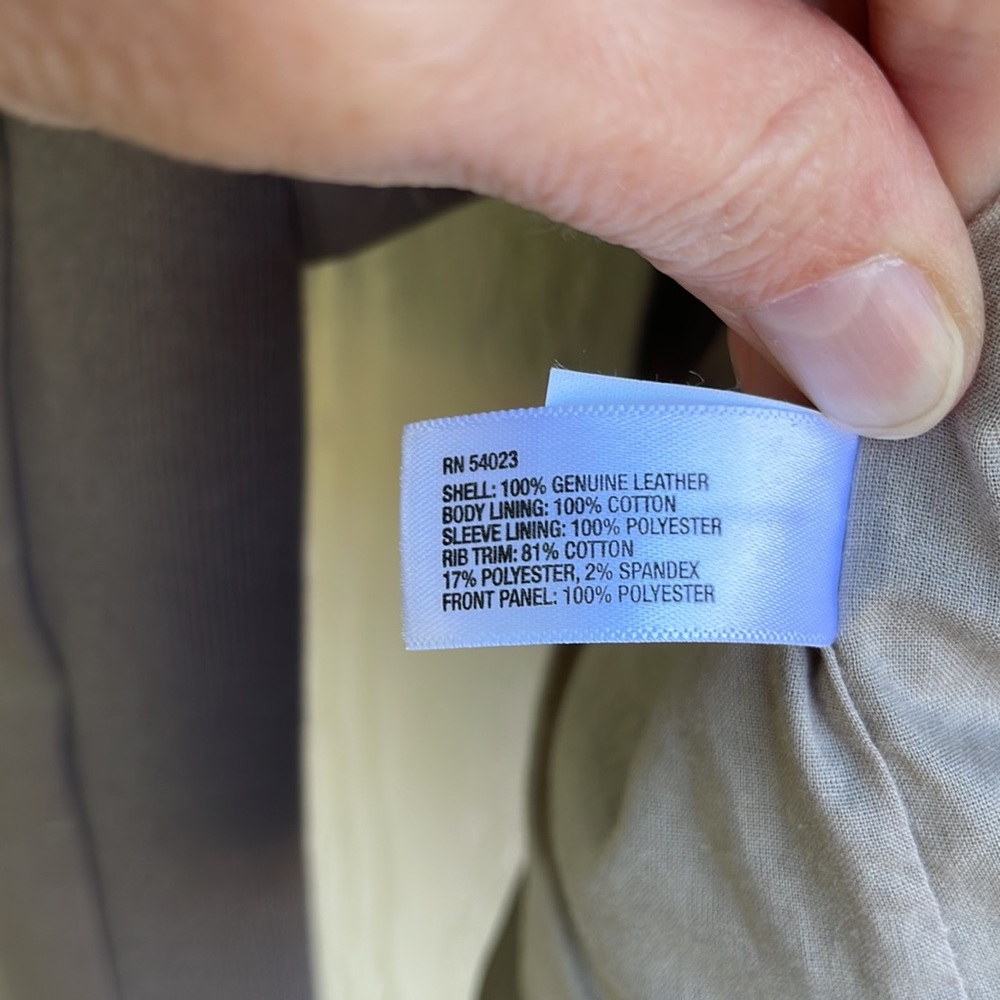 RN 54023
SHELL: 100% GENUINE LEATHER
BODY LINING: 100% COTTON
SLEEVE LINING: 100% POLYESTER
RIB TRIM: 81% COTTON
17% POLYESTER, 2% SPANDEX
FRONT PANEL: 100% POLYESTER